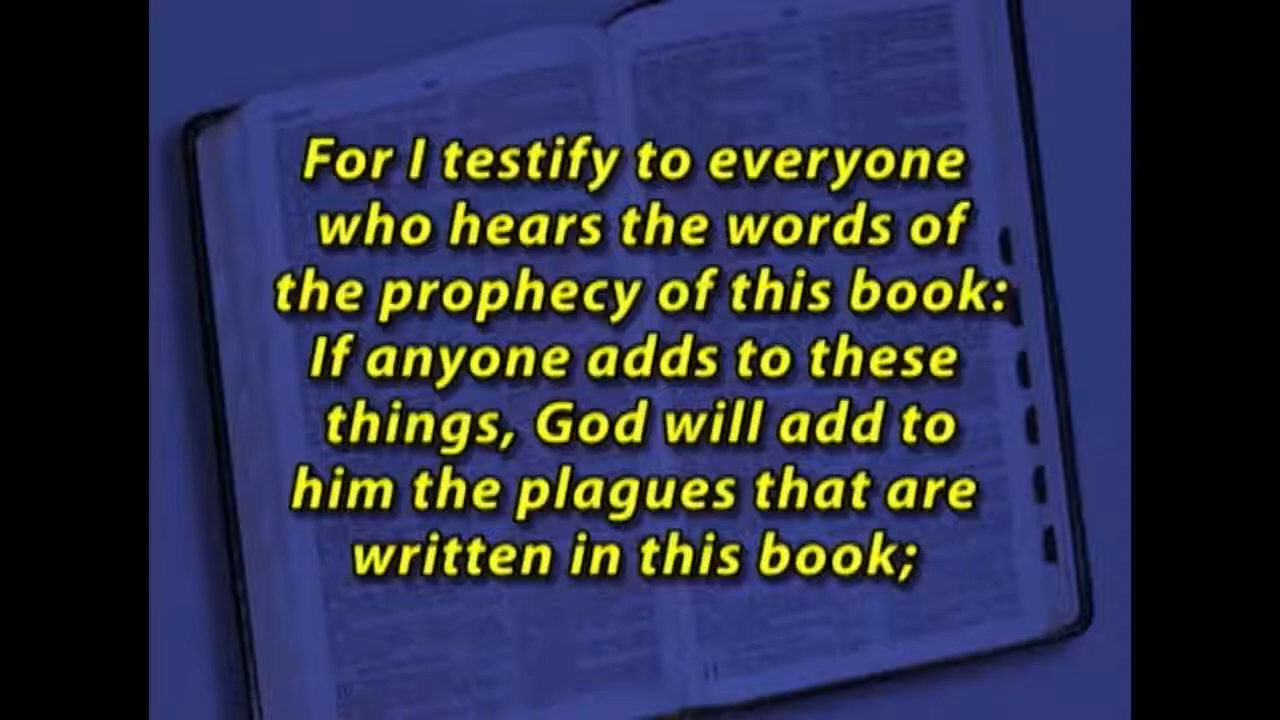 For I testify to everyone
who hears the words of
the prophecy of this book:
If anyone adds to these
things, God will add to
him the plagues that are
written in this book;